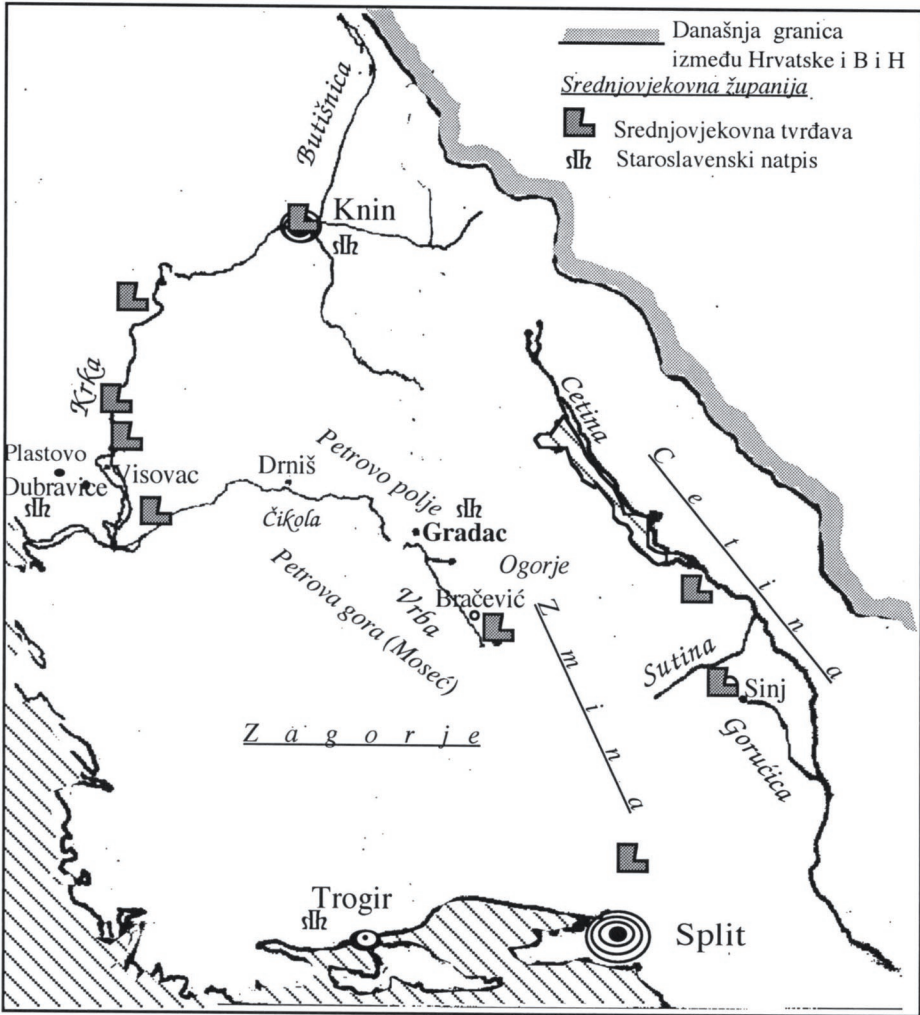 Današnja granica
između Hrvatske i B i H
Srednjovjekovna županija
Srednjovjekovna tvrđava
Staroslavenski natpis
Butišnica
Knin
Krka
Cetina
Plastovo
Dubravice
Visovac
Drniš
Čikola
Petrovo polje
Gradac
Ogorje
Cetina
Petrova gora (Moseć)
Vrba
Bračević
Zmina
Sutina
Sinj
Gorućica
Zagorje
Trogir
Split